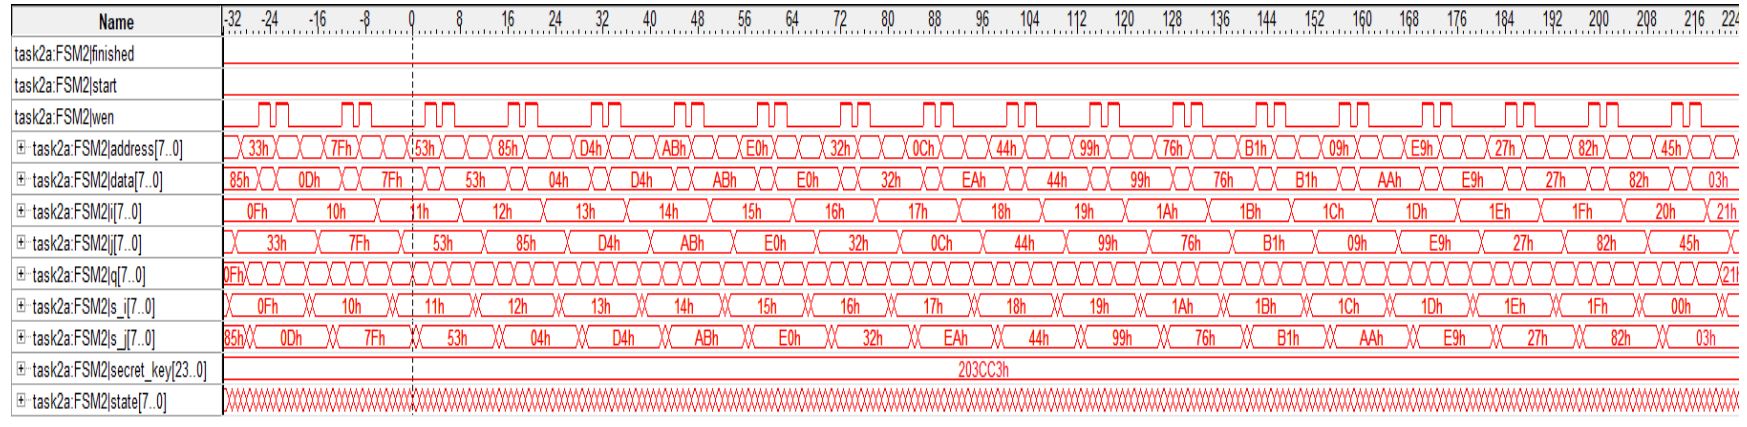 Name -32 -24 -16 -8 0 8 16 24 32 40 48 56 64 72 80 88 96 104 112 120 128 136 144 152 160 168 176 184 192 200 208 216 224
task2a:FSM2|finished
task2a:FSM2|start
task2a:FSM2|wen
task2a:FSM2|address[7..0] 33h 7Fh 53h 85h D4h ABh E0h 32h 0Ch 44h 99h 76h B1h 09h E9h 27h 82h 45h
task2a:FSM2|data[7..0] 85h 0Dh 7Fh 53h 04h D4h ABh E0h 32h EAh 44h 99h 76h B1h AAh E9h 27h 82h 03h
task2a:FSM2|i[7..0] 0Fh 10h 11h 12h 13h 14h 15h 16h 17h 18h 19h 1Ah 1Bh 1Ch 1Dh 1Eh 1Fh 20h 21h
task2a:FSM2|j[7..0] 33h 7Fh 53h 85h D4h ABh E0h 32h 0Ch 44h 99h 76h B1h 09h E9h 27h 82h 45h
task2a:FSM2|q[7..0] 0Fh 21h
task2a:FSM2|s_i[7..0] 0Fh 10h 11h 12h 13h 14h 15h 16h 17h 18h 19h 1Ah 1Bh 1Ch 1Dh 1Eh 1Fh 00h
task2a:FSM2|s_j[7..0] 85h 0Dh 7Fh 53h 04h D4h ABh E0h 32h EAh 44h 99h 76h B1h AAh E9h 27h 82h 03h
task2a:FSM2|secret_key[23..0] 203CC3h
task2a:FSM2|state[7..0]